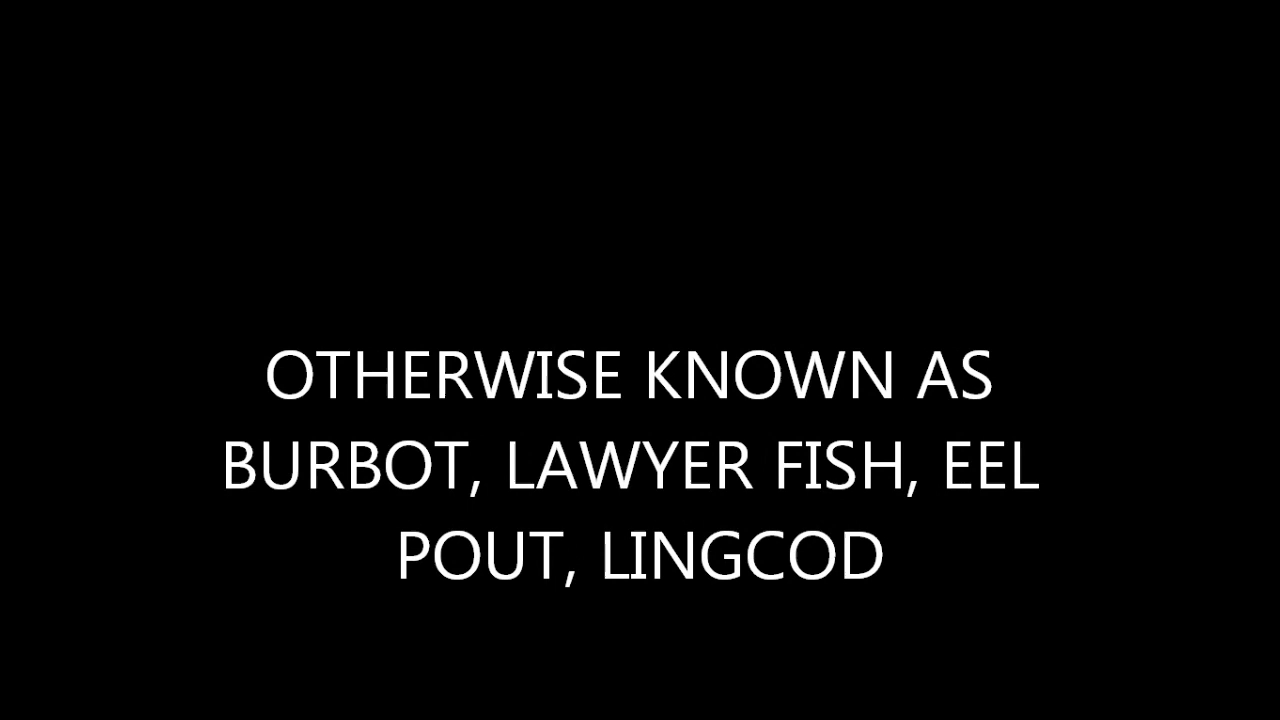 OTHERWISE KNOWN AS
BURBOT, LAWYER FISH, EEL
POUT, LINGCOD